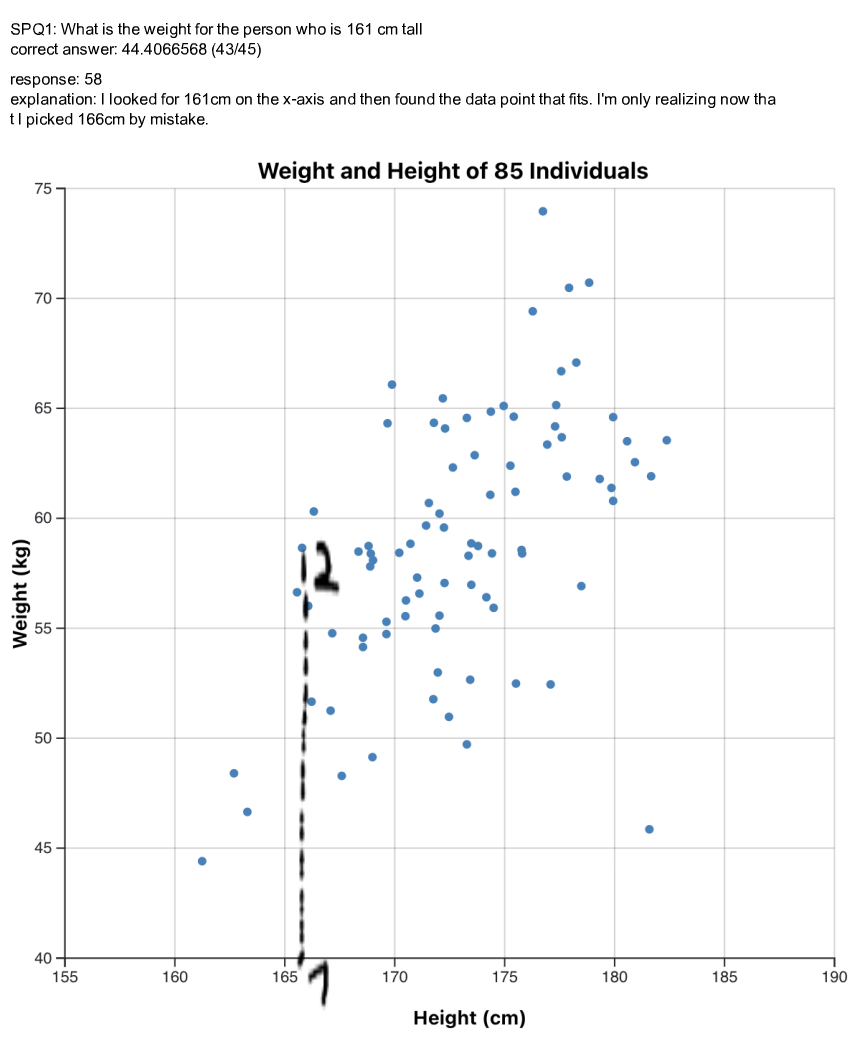 SPQ1: What is the weight for the person who is 161 cm tall
correct answer: 44.4066568 (43/45)
response: 58
explanation: I looked for 161cm on the x-axis and then found the data point that fits. I'm only realizing now tha
t I picked 166cm by mistake.
Weight and Height of 85 Individuals
75
70
65
60
55
50
45
40
Weight (kg)
2
1
155 160 165 170 175 180 185 190
Height (cm)